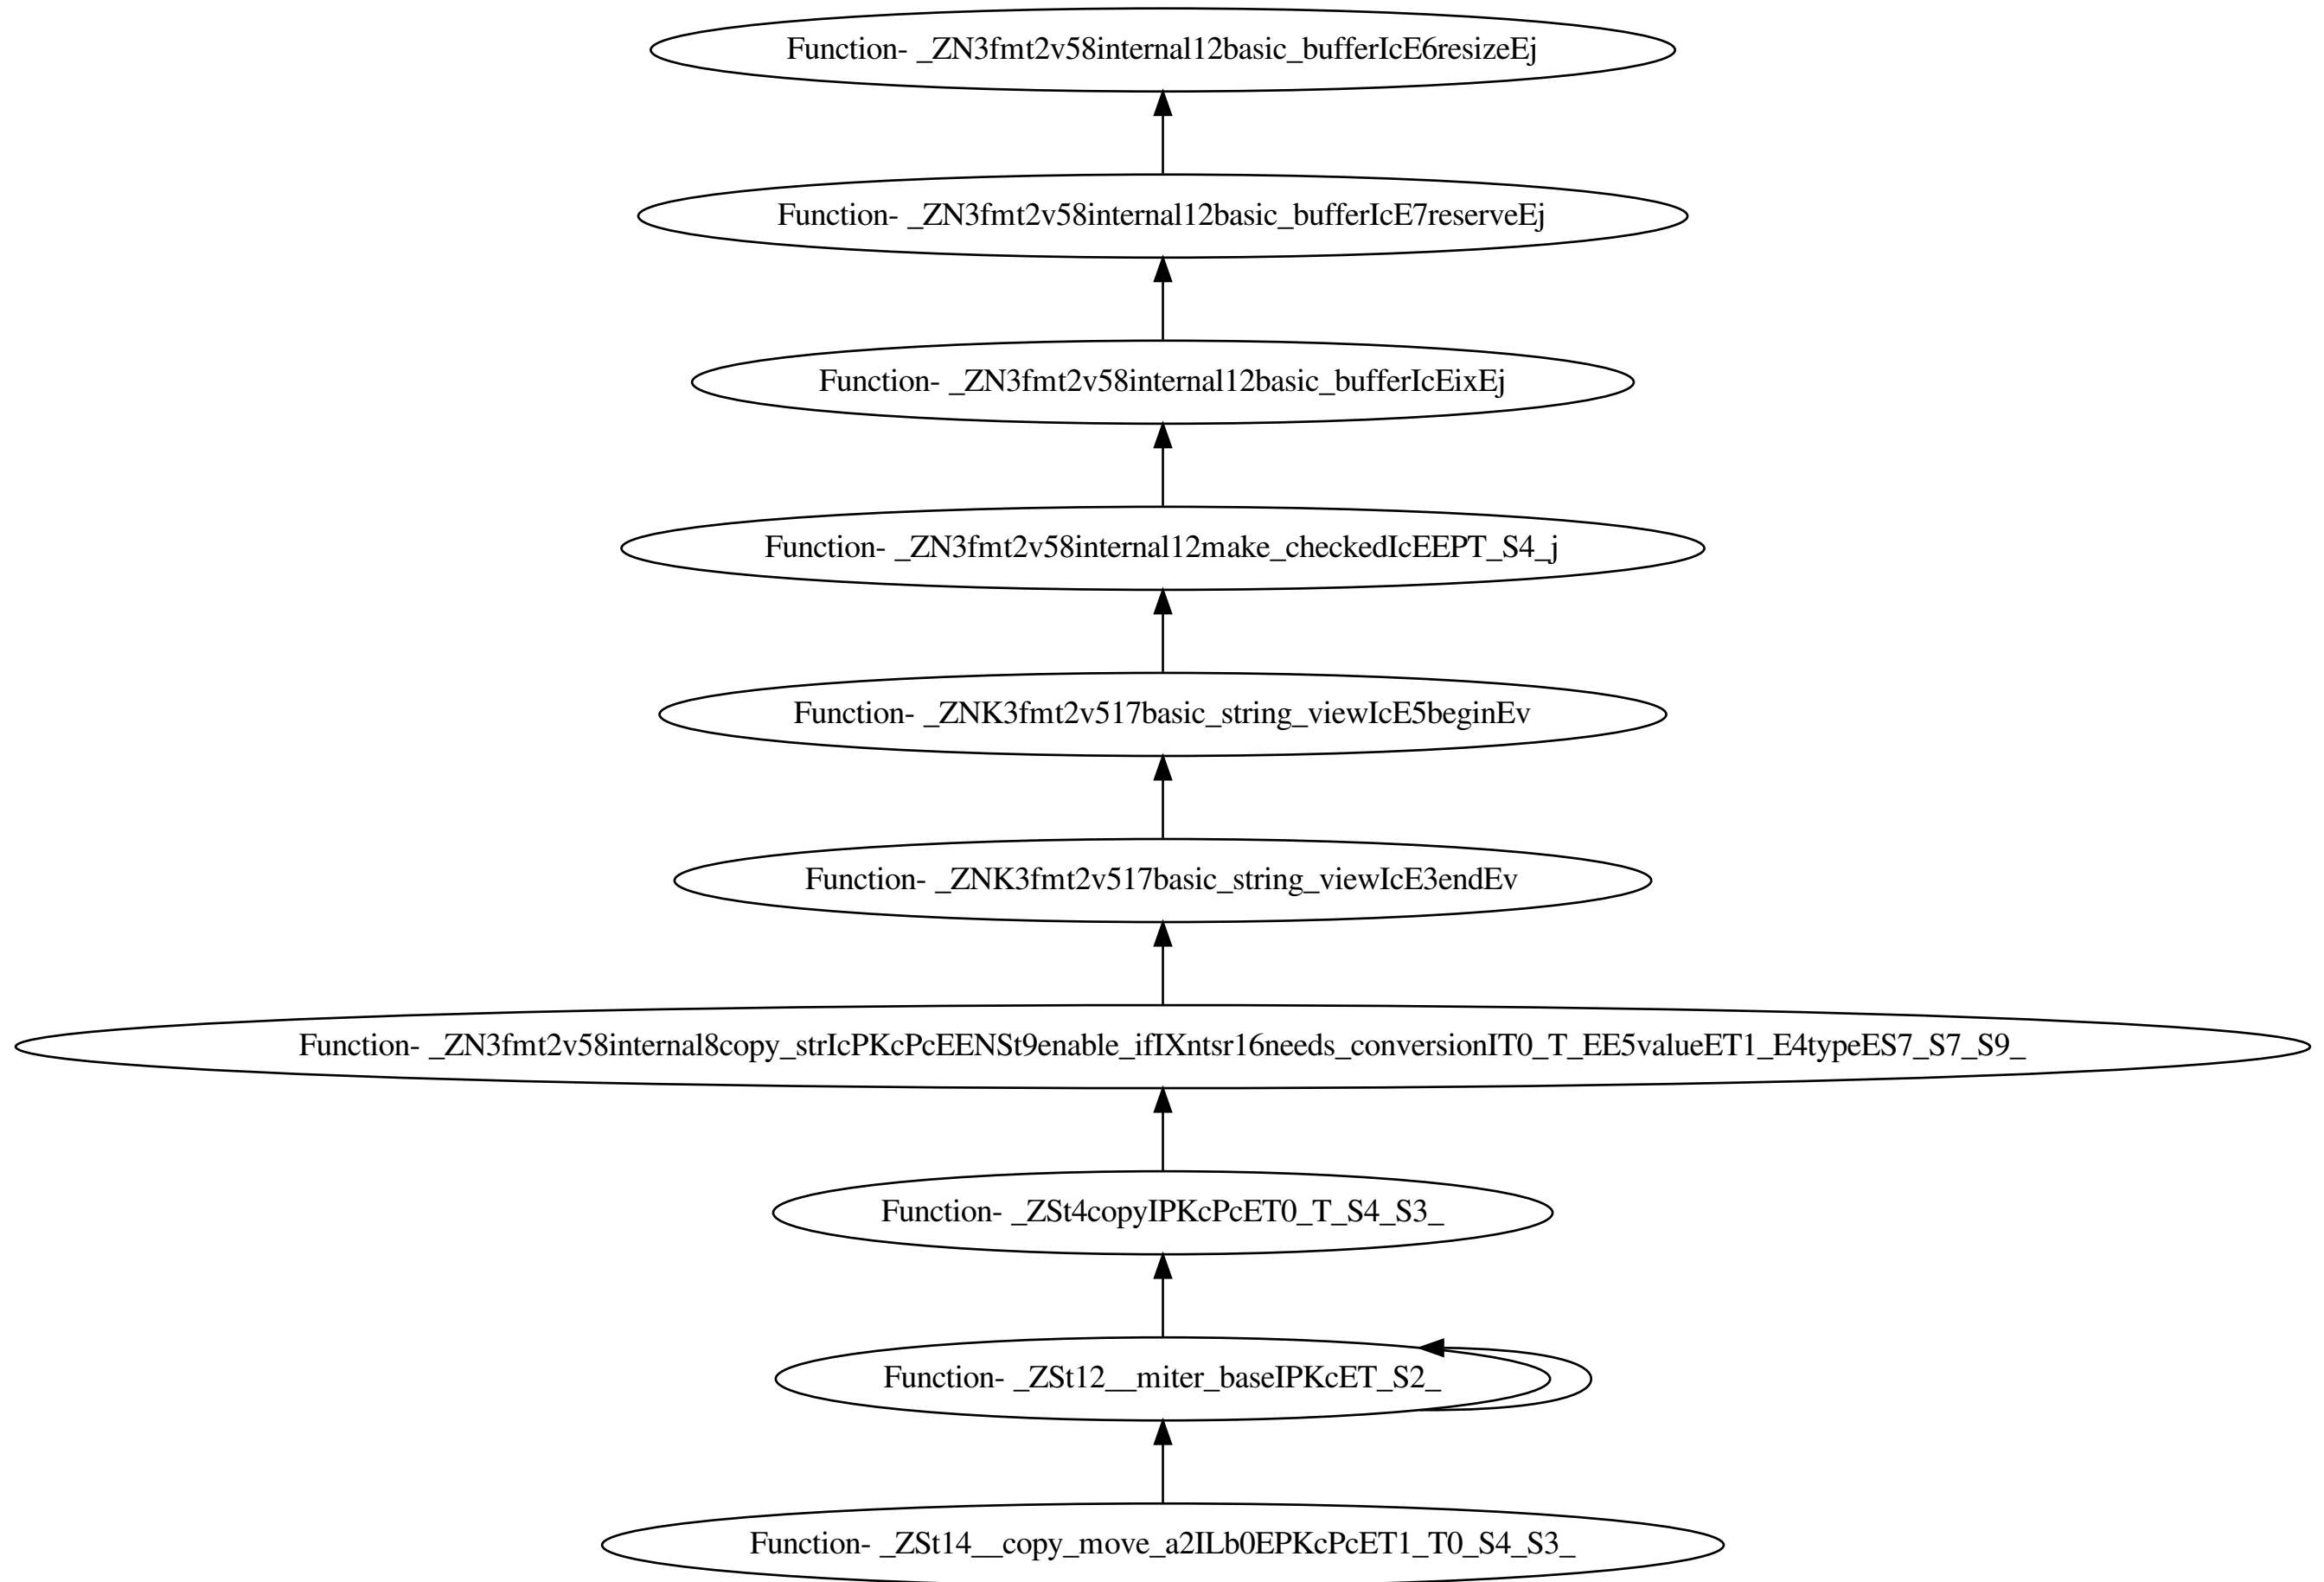 Function- _ZN3fmt2v58internal12basic_bufferIcE6resizeEj
Function- _ZN3fmt2v58internal12basic_bufferIcE7reserveEj
Function- _ZN3fmt2v58internal12basic_bufferIcEixEj
Function- _ZN3fmt2v58internal12make_checkedIcEEPT_S4_j
Function- _ZNK3fmt2v517basic_string_viewIcE5beginEv
Function- _ZNK3fmt2v517basic_string_viewIcE3endEv
Function- _ZN3fmt2v58internal8copy_strIcPKcPcEENSt9enable_ifIXntsr16needs_conversionIT0_T_EE5valueET1_E4typeES7_S7_S9_
Function- _ZSt4copyIPKcPcET0_T_S4_S3_
Function- _ZSt12__miter_baseIPKcET_S2_
Function- _ZSt14__copy_move_a2ILb0EPKcPcET1_T0_S4_S3_